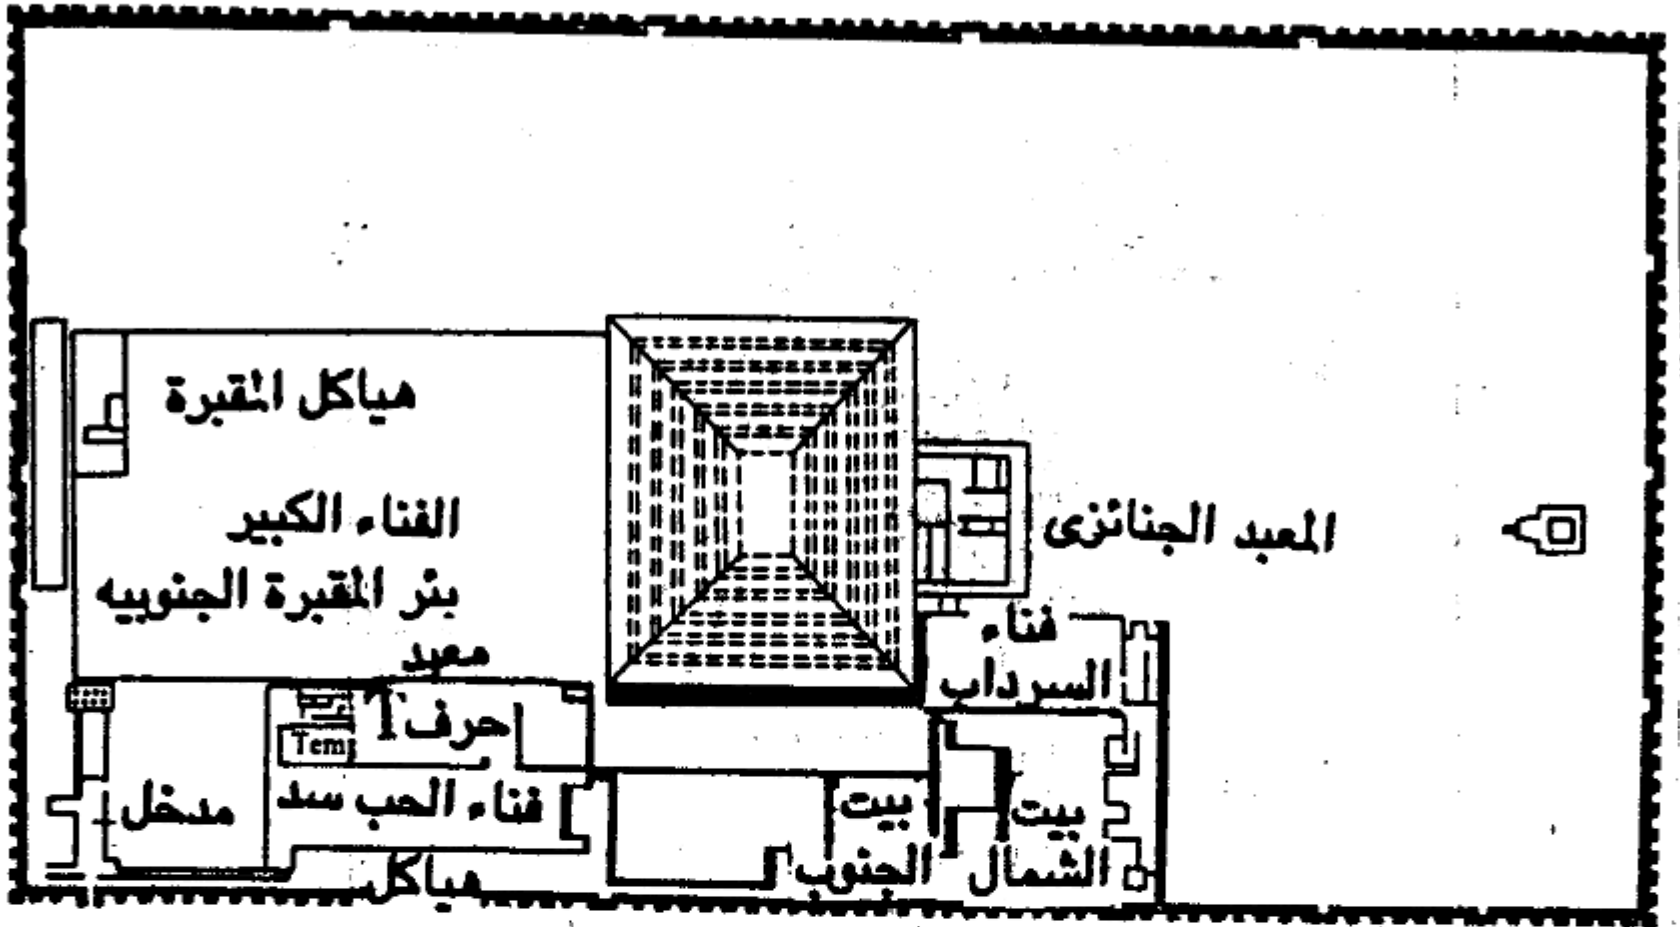 هياكل المقبرة
الفناء الكبير
بئر المقبرة الجنوبيه
معبد
حرف T
Tem
فناء الحب سد
مدخل
هياكل
المعبد الجنائزى
فناء
السرداب
بيت
الجنوب
بيت
الشمال